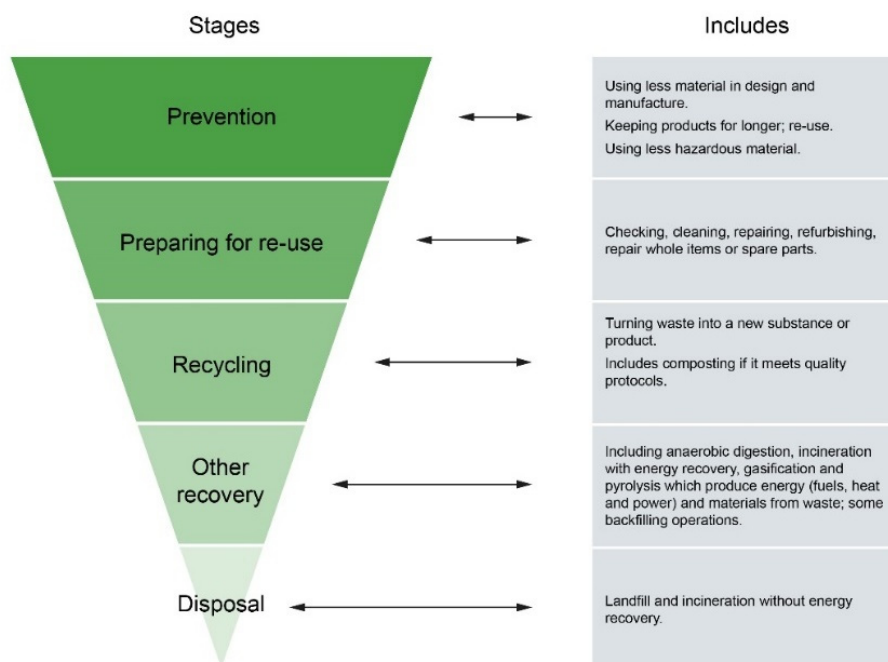 Stages
Includes
Prevention
Using less material in design and
manufacture.
Keeping products for longer; re-use.
Using less hazardous material.
Preparing for re-use
Checking, cleaning, repairing, refurbishing,
repair whole items or spare parts.
Recycling
Turning waste into a new substance or
product.
Includes composting if it meets quality
protocols.
Other
recovery
Including anaerobic digestion, incineration
with energy recovery, gasification and
pyrolysis which produce energy (fuels, heat
and power) and materials from waste; some
backfilling operations.
Disposal
Landfill and incineration without energy
recovery.